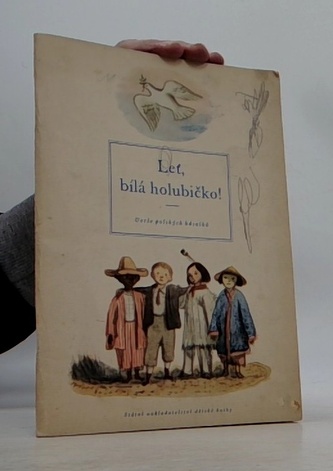 Leť,
bílá holubičko!
Verše polských básníků
Státní nakladatelství dětské knihy